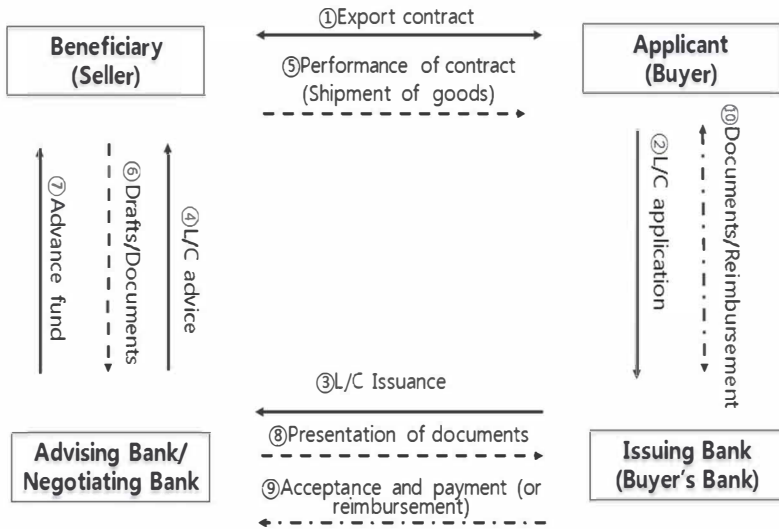 ①Export contract
Beneficiary
(Seller)
Applicant
(Buyer)
⑤Performance of contract
(Shipment of goods)
⑦Advance fund
⑥Drafts/Documents
④L/C advice
②L/C application
⑩Documents/Reimbursement
③L/C Issuance
⑧Presentation of documents
Advising Bank/
Negotiating Bank
Issuing Bank
(Buyer's Bank)
⑨Acceptance and payment (or
reimbursement)